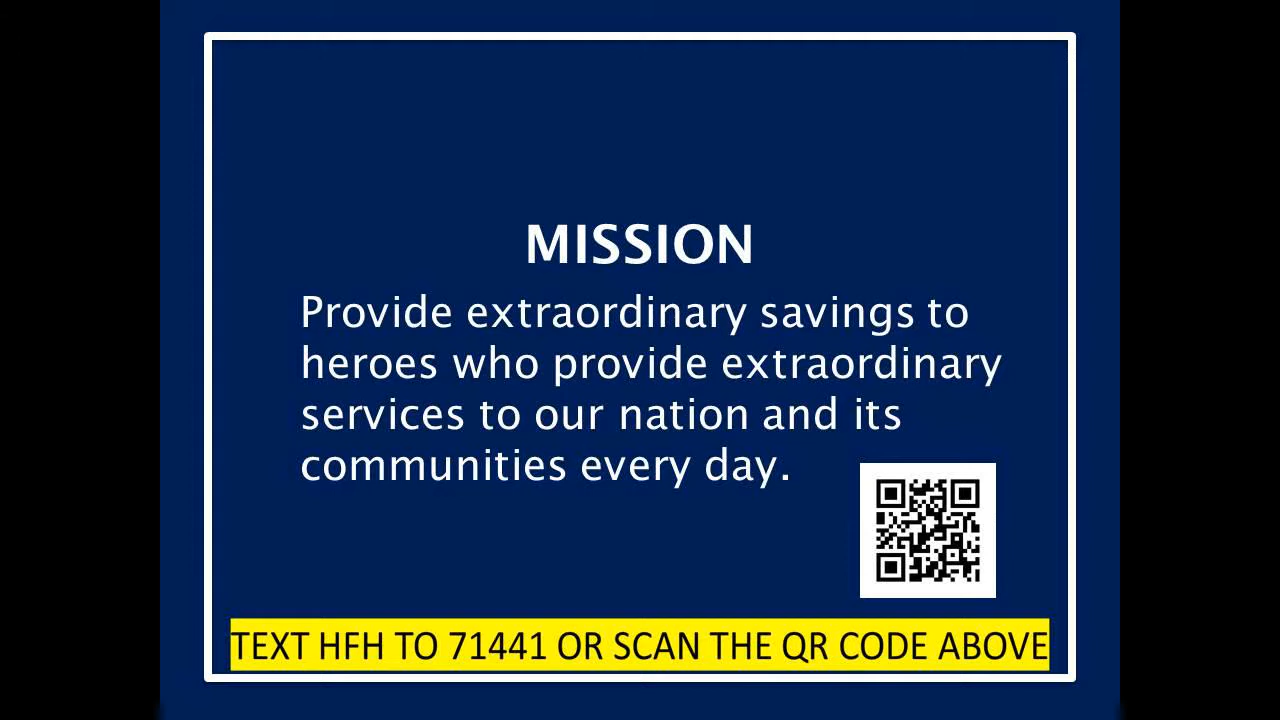 MISSION
Provide extraordinary savings to
heroes who provide extraordinary
services to our nation and its
communities every day.
TEXT HFH TO 71441 OR SCAN THE QR CODE ABOVE